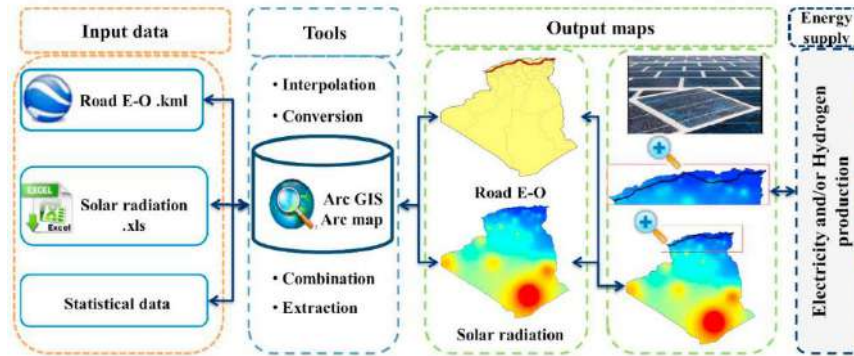 Input data
Tools
Output maps
Energy
supply
Road E-O .kml
EXCEL
Excel
Solar radiation
.xls
Statistical data
• Interpolation
• Conversion
Arc GIS
Arc map
• Combination
• Extraction
Road E-O
Solar radiation
Electricity and/or Hydrogen
production